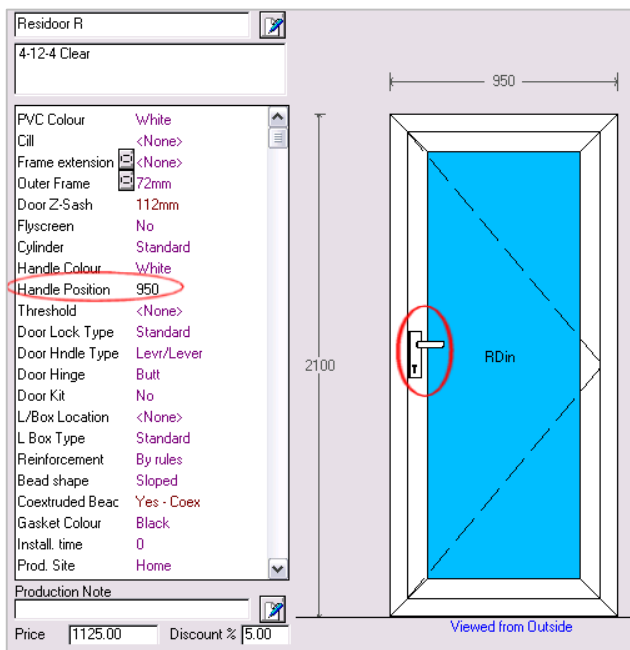 Residoor R
4-12-4 Clear
PVC Colour White
Cill <None>
Frame extension <None>
Outer Frame 72mm
Door Z-Sash 112mm
Flyscreen No
Cylinder Standard
Handle Colour White
Handle Position 950
Threshold <None>
Door Lock Type Standard
Door Hndle Type Levr/Lever
Door Hinge Butt
Door Kit No
L/Box Location <None>
L Box Type Standard
Reinforcement By rules
Bead shape Sloped
Coextruded Beac Yes - Coex
Gasket Colour Black
Install. time 0
Prod. Site Home
Production Note
Price 1125.00 Discount % 5.00
950
2100
RDin
Viewed from Outside